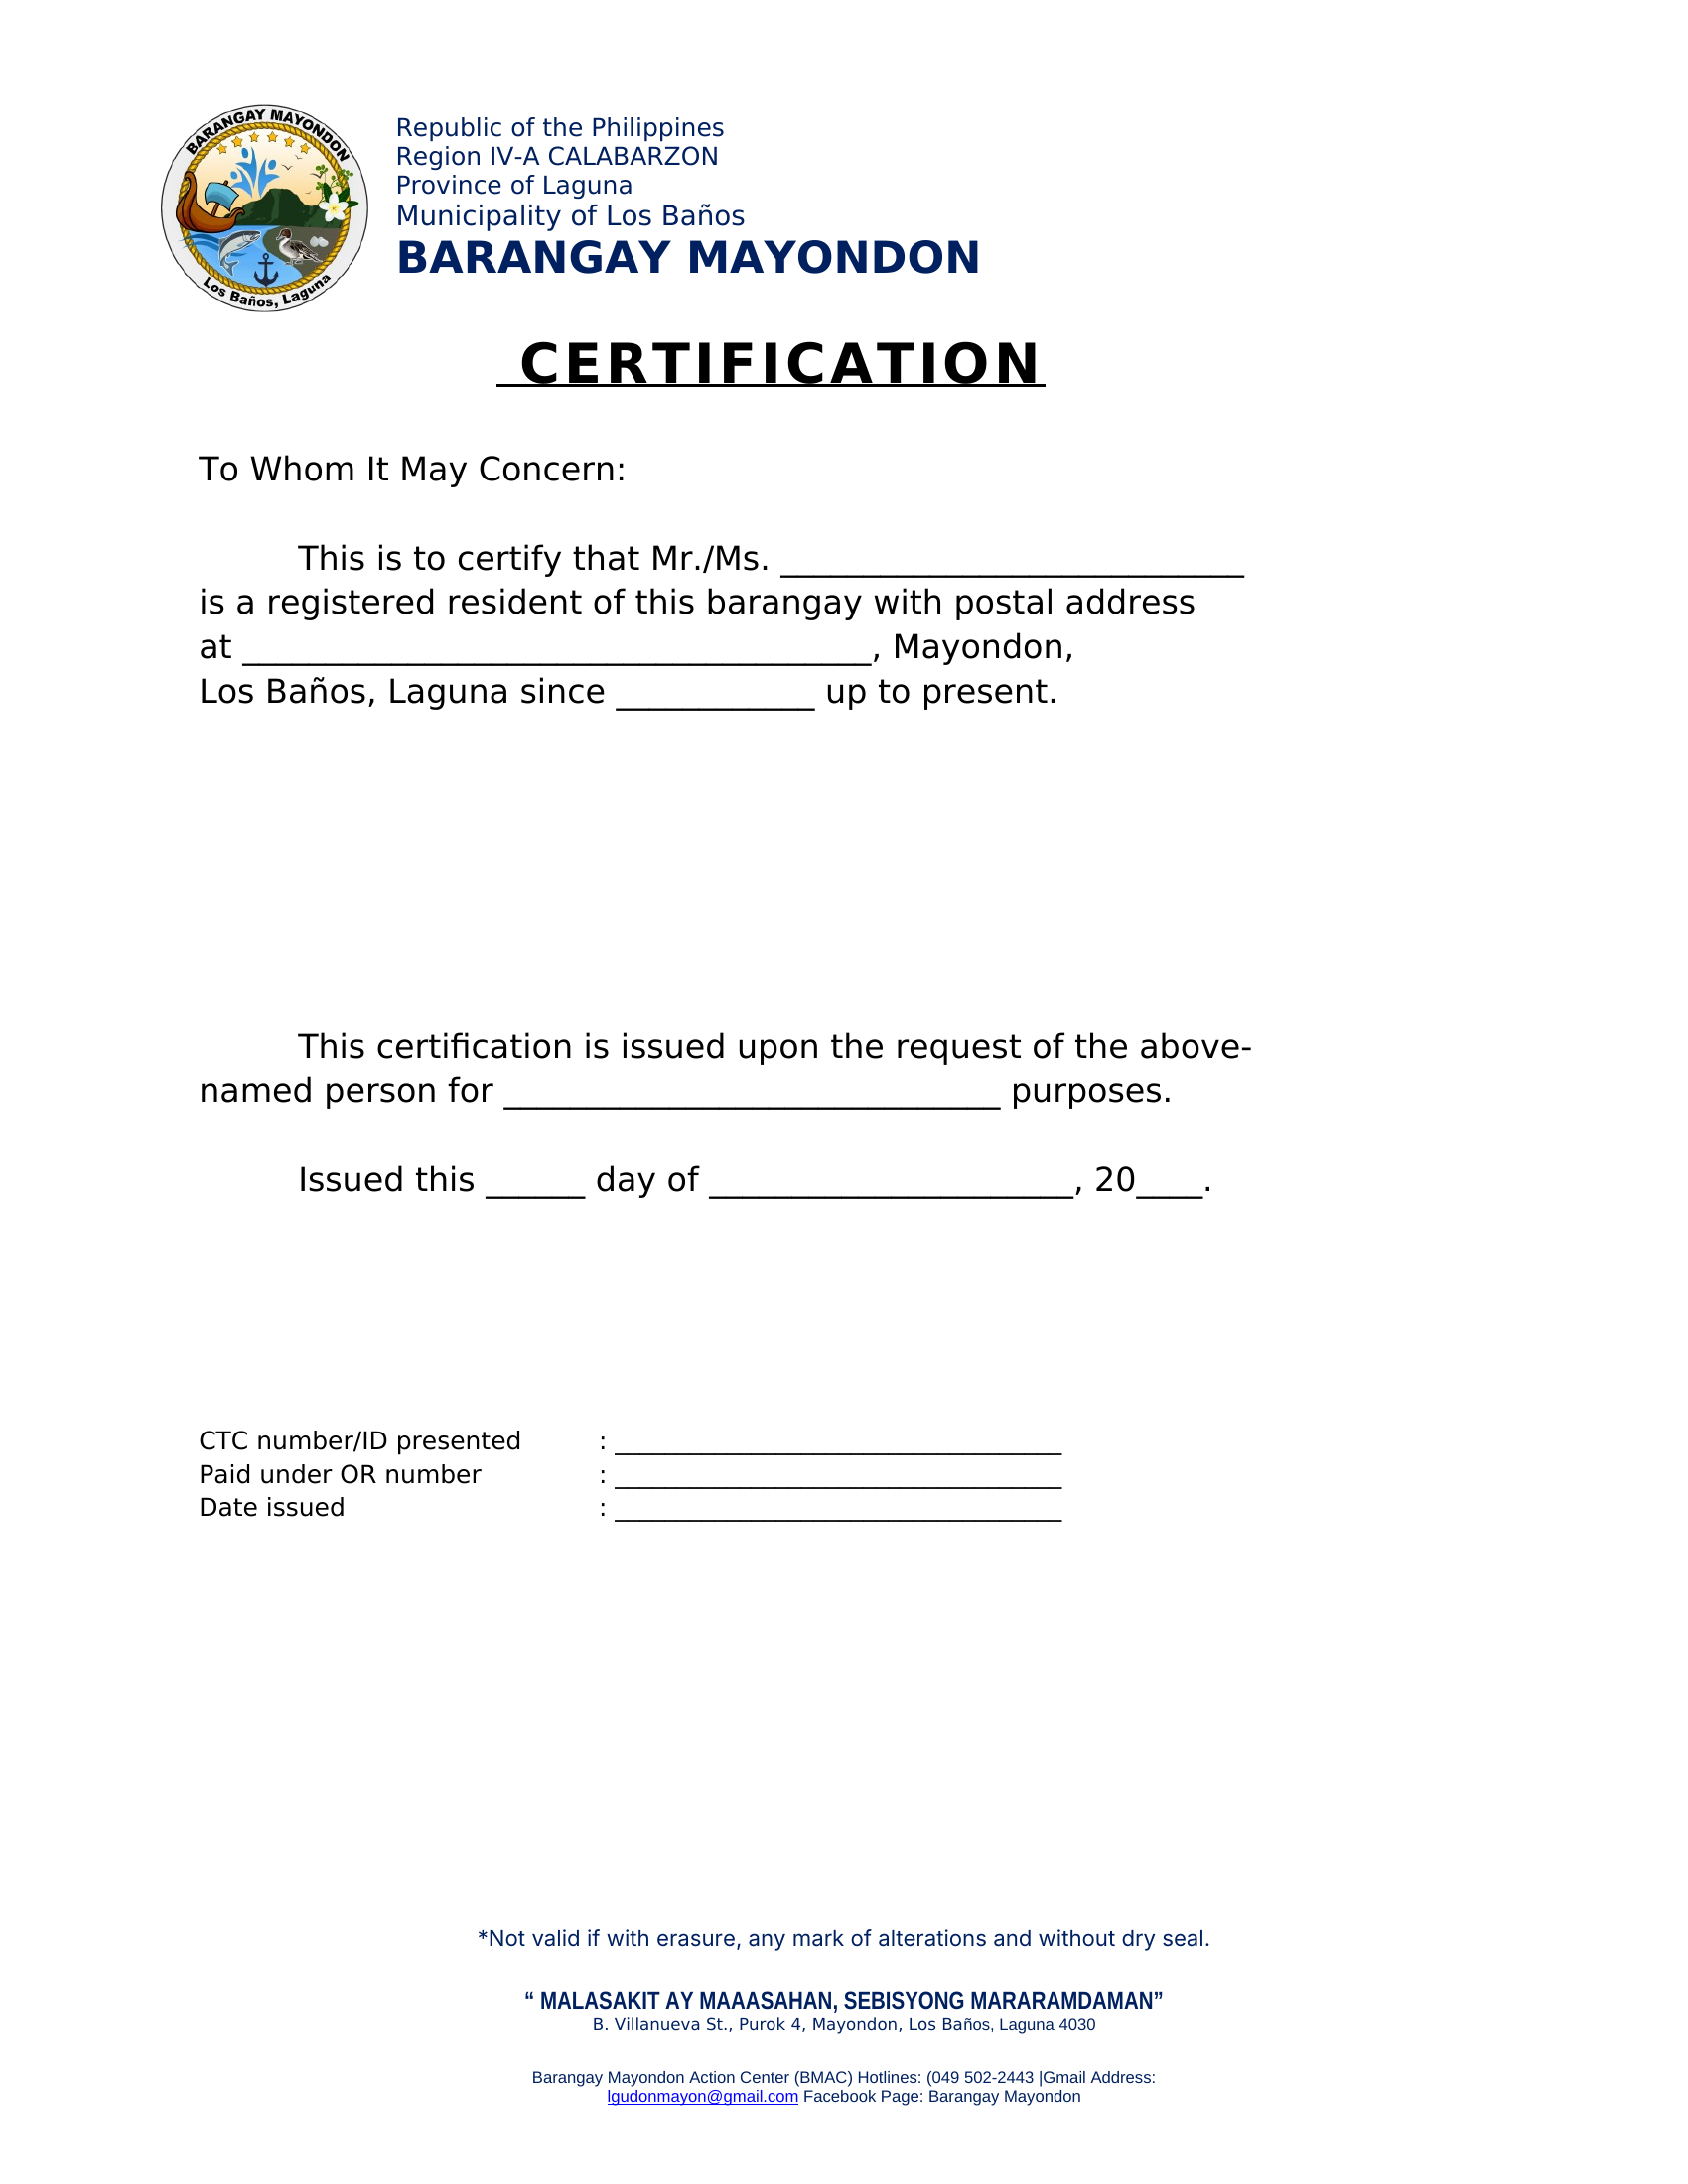 BARANGAY MAYONDON
Los Baños, Laguna
Republic of the Philippines
Region IV-A CALABARZON
Province of Laguna
Municipality of Los Baños
BARANGAY MAYONDON
CERTIFICATION
To Whom It May Concern:
This is to certify that Mr./Ms. ____________________________
is a registered resident of this barangay with postal address
at ______________________________________, Mayondon,
Los Baños, Laguna since ____________ up to present.
This certification is issued upon the request of the above-
named person for ______________________________ purposes.
Issued this ______ day of ______________________, 20____.
CTC number/ID presented : ____________________________________
Paid under OR number : ____________________________________
Date issued : ____________________________________
*Not valid if with erasure, any mark of alterations and without dry seal.
“ MALASAKIT AY MAAASAHAN, SEBISYONG MARARAMDAMAN”
B. Villanueva St., Purok 4, Mayondon, Los Baños, Laguna 4030
Barangay Mayondon Action Center (BMAC) Hotlines: (049 502-2443 |Gmail Address:
lgudonmayon@gmail.com Facebook Page: Barangay Mayondon